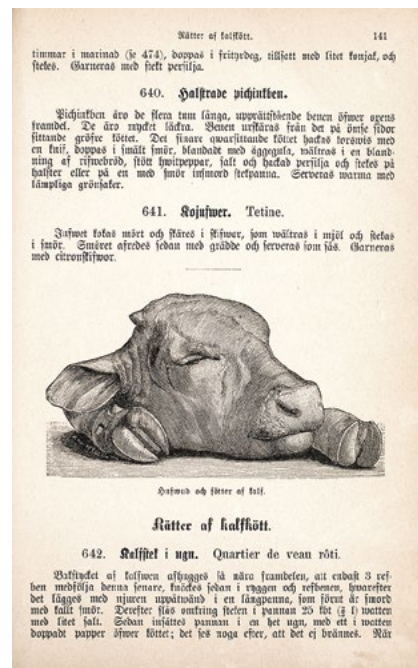 Rätter af kalfkött. 141
timmar i marinad (se 474), doppas i frityrdeg, tillsatt med litet konjak, och
stekes. Garneras med stekt persilja.
640. Halstrade pichinkben.
Pichinkben äro de flera tum långa, upprättstående benen öfwer oxens
framdel. De äro mycket läckra. Benen utskäras från det på ömse sidor
sittande gröfre köttet. Det finare qwarsittande köttet hackas korswis med
en knif, doppas i smält smör, blandadt med äggegula, wältras i en bland-
ning af rifwebröd, stött hwitpeppar, salt och hackad persilja och stekes på
halster eller på en med smör insmord stekpanna. Serveras warma med
lämpliga grönsaker.
641. Kojufwer. Tetine.
Jufwet kokas mört och skäres i skifwor, som wältras i mjöl och stekas
i smör. Smöret afredes sedan med grädde och serveras som sås. Garneras
med citronskifwor.
Hufwud och fötter af kalf.
Rätter af kalfkött.
642. Kalfstek i ugn. Quartier de veau rôti.
Bakstycket af kalfwen afhugges så nära framdelen, att endast 3 ref-
ben medfölja denna senare, knäckes sedan i ryggen och refbenen, hwarefter
det lägges med njuren uppåtwänd i en långpanna, som förut är smord
med kallt smör. Derefter slås omkring steken i pannan 25 kbt (¾ l) watten
med litet salt. Sedan insättes pannan i en het ugn, med ett i watten
doppadt papper öfwer köttet; det ses noga efter, att det ej brännes. När